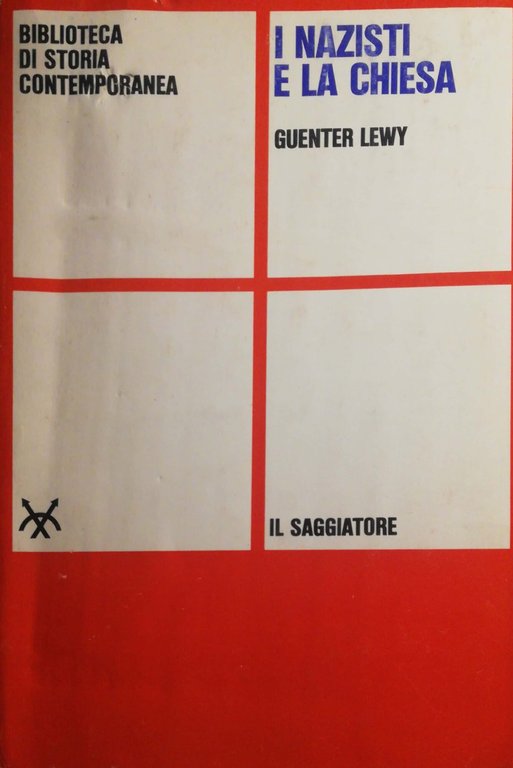 BIBLIOTECA
DI STORIA
CONTEMPORANEA
I NAZISTI
E LA CHIESA
GUENTER LEWY
IL SAGGIATORE